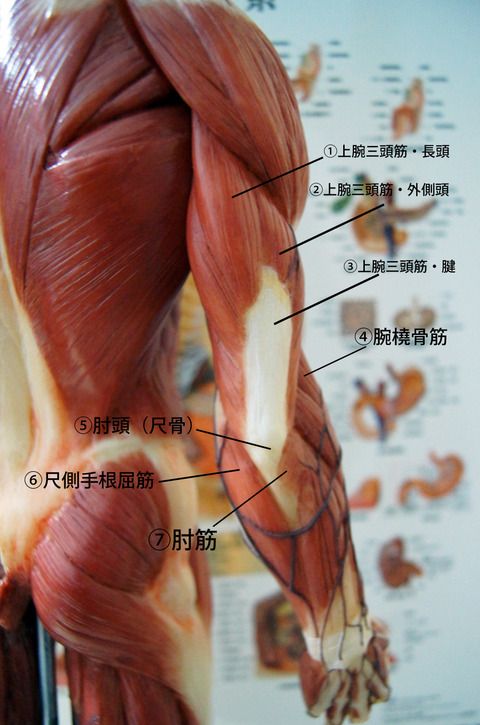 ①上腕三頭筋・長頭
②上腕三頭筋・外側頭
③上腕三頭筋・腱
④腕橈骨筋
⑤肘頭（尺骨）
⑥尺側手根屈筋
⑦肘筋